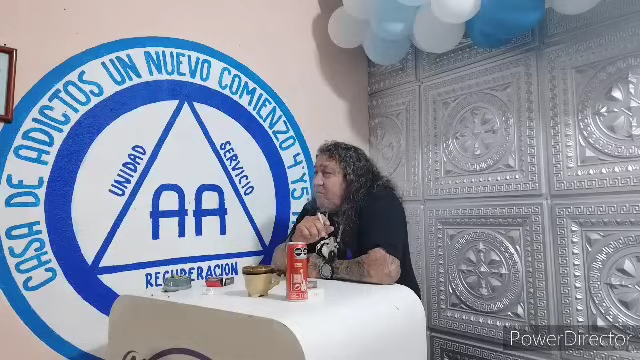 CASA DE ADICTOS UN NUEVO COMIENZO 4 Y 5
UNIDAD
SERVICIO
AA
RECUPERACION
PowerDirector